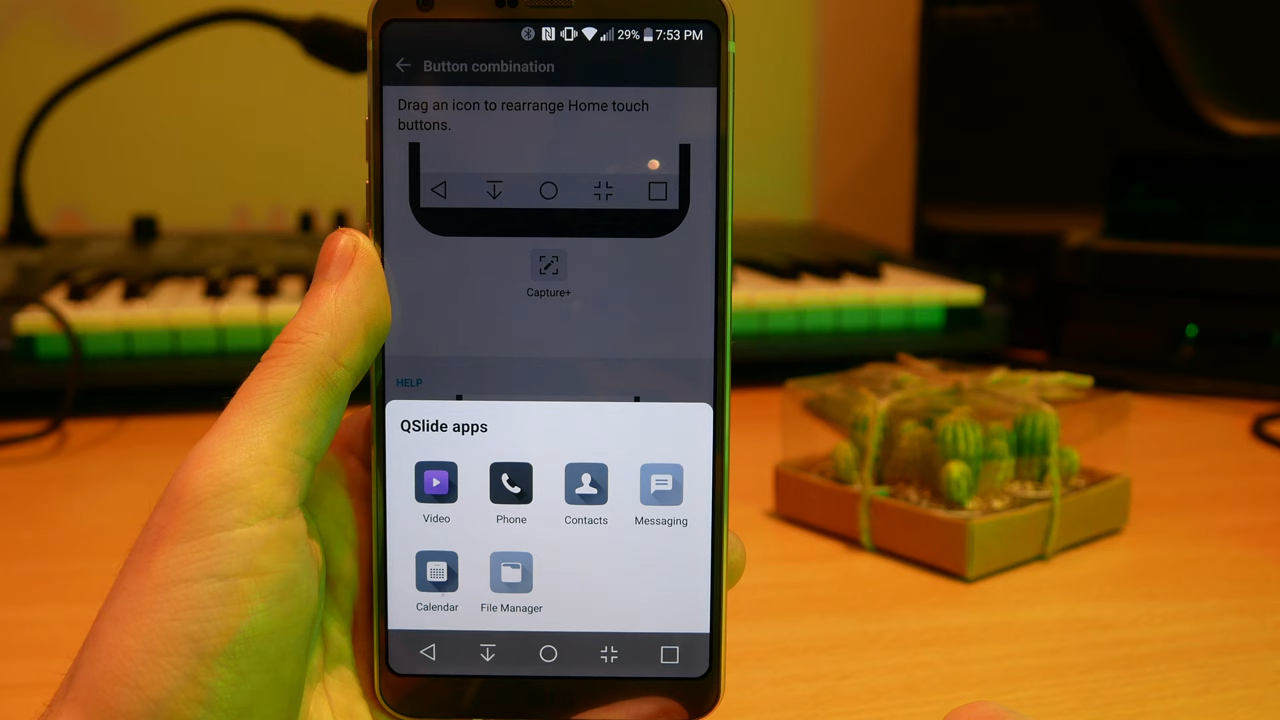 29% 7:53 PM
Button combination
Drag an icon to rearrange Home touch
buttons.
Capture+
HELP
QSlide apps
Video Phone Contacts Messaging
Calendar File Manager